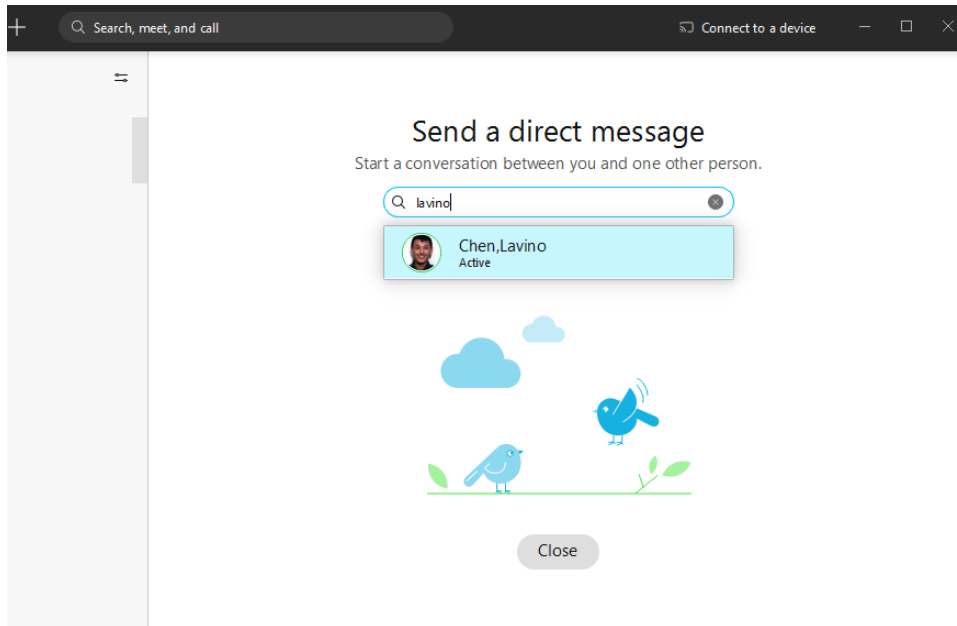 Search, meet, and call
Connect to a device
Send a direct message
Start a conversation between you and one other person.
lavino
Chen,Lavino
Active
Close